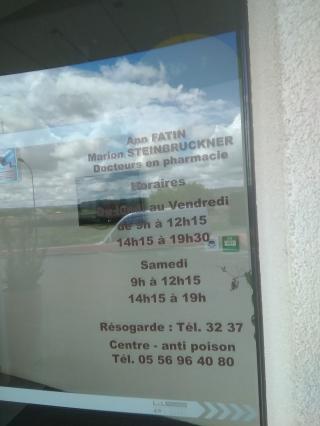 Ann FATIN
Marion STEINBRUCKNER
Docteurs en pharmacie
Horaires
au Vendredi
de 9h à 12h15
14h15 à 19h30
Samedi
9h à 12h15
14h15 à 19h
Résogarde : Tél. 32 37
Centre - anti poison
Tél. 05 56 96 40 80